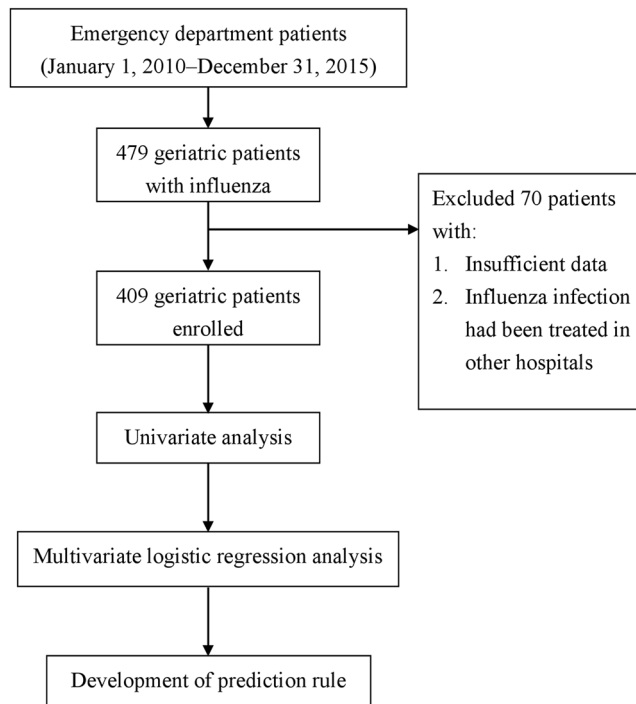 Emergency department patients
(January 1, 2010–December 31, 2015)
479 geriatric patients
with influenza
Excluded 70 patients
with:
1. Insufficient data
2. Influenza infection
had been treated in
other hospitals
409 geriatric patients
enrolled
Univariate analysis
Multivariate logistic regression analysis
Development of prediction rule